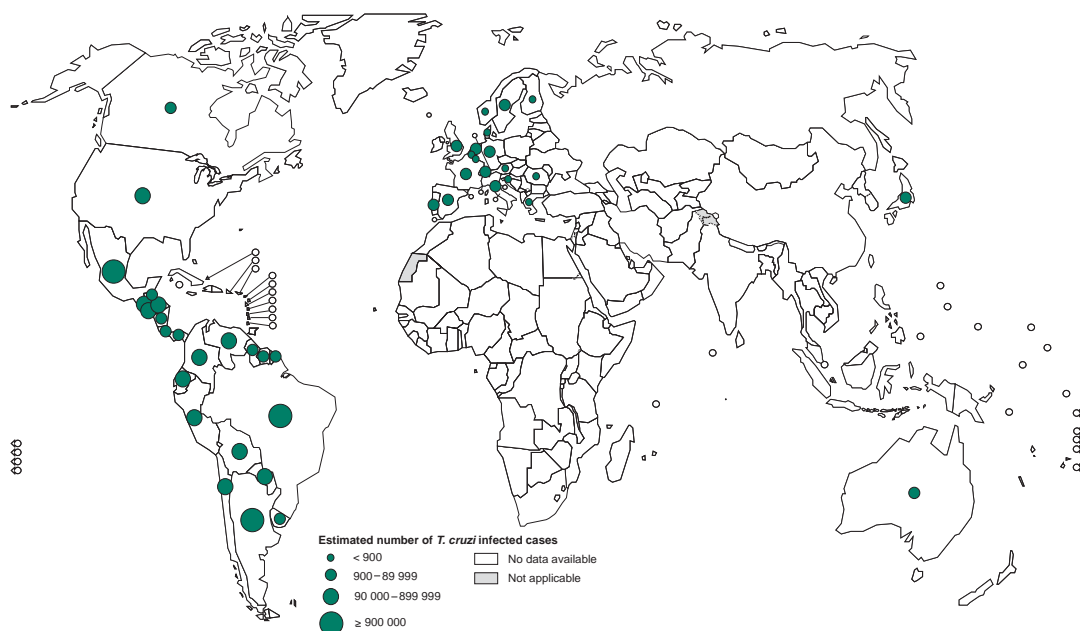 Estimated number of T. cruzi infected cases
< 900
900–89 999
90 000–899 999
≥ 900 000
No data available
Not applicable